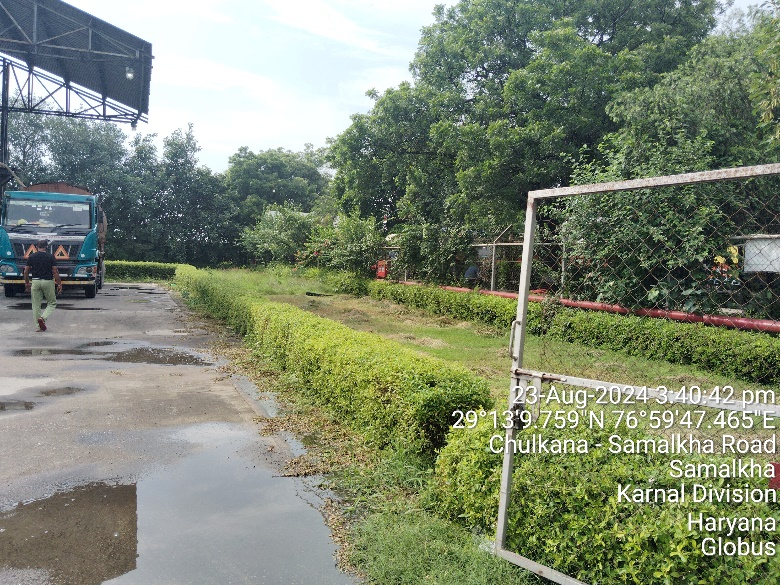 23-Aug-2024 3:40:42 pm
29°13'9.759"N 76°59'47.465"E
Chulkana - Samalkha Road
Samalkha
Karnal Division
Haryana
Globus